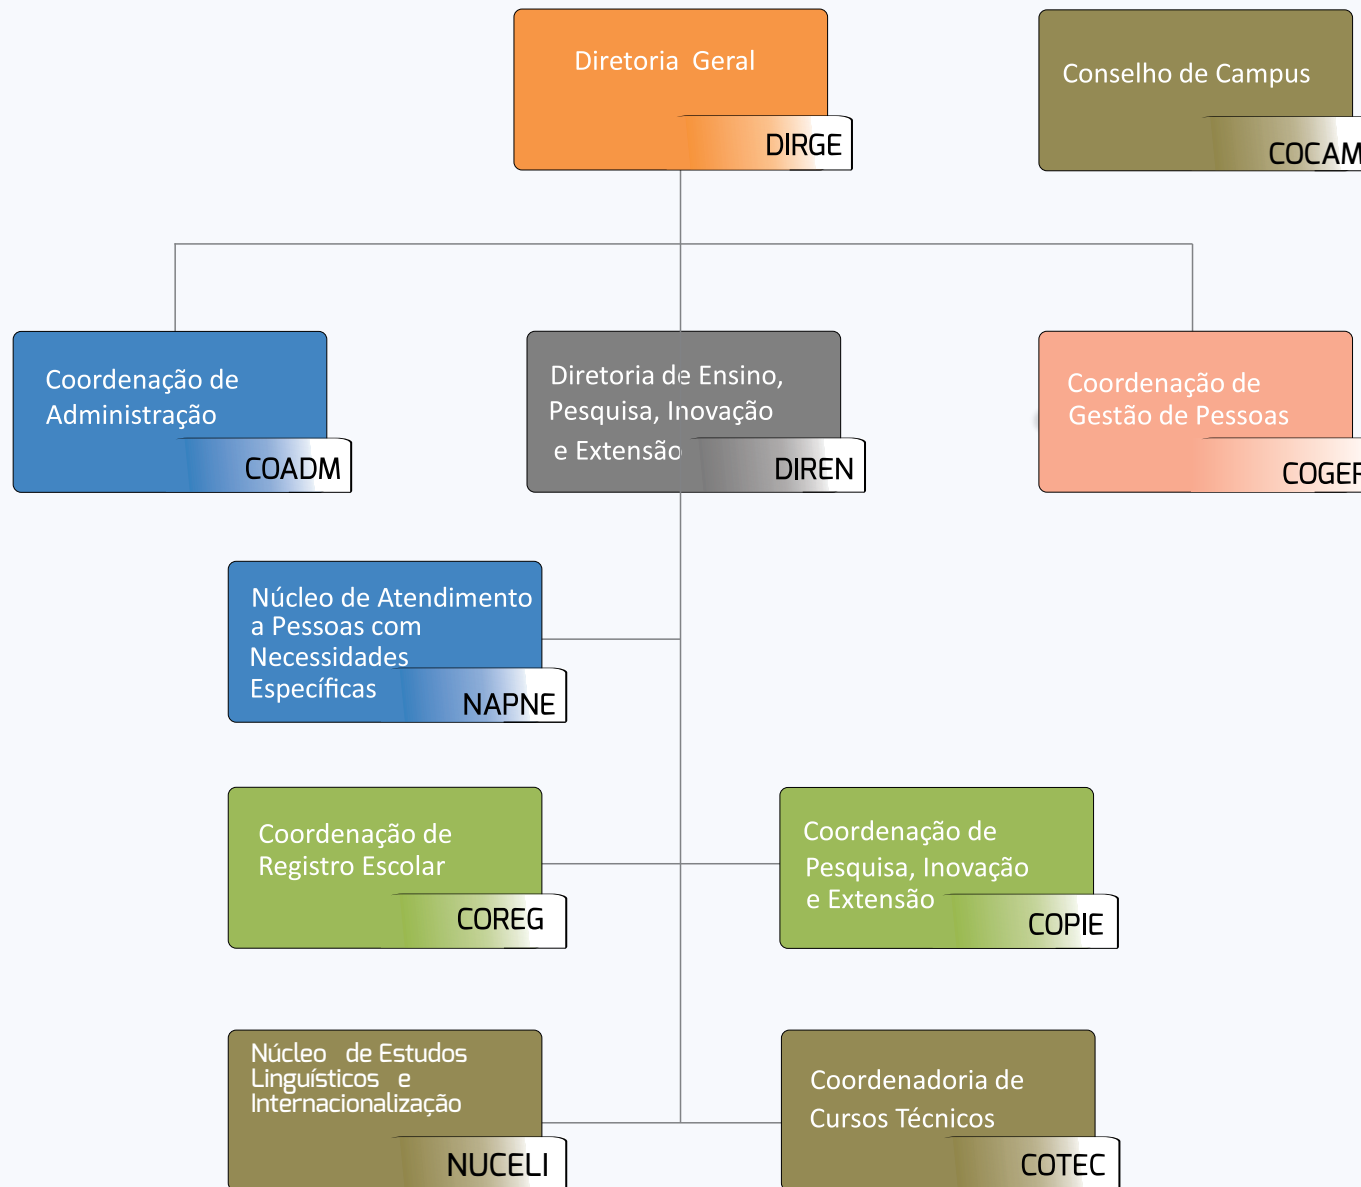 Diretoria Geral
DIRGE
Conselho de Campus
COCAM
Coordenação de
Administração
COADM
Diretoria de Ensino,
Pesquisa, Inovação
e Extensão
DIREN
Coordenação de
Gestão de Pessoas
Núcleo de Atendimento
a Pessoas com
Necessidades
Específicas
NAPNE
Coordenação de
Registro Escolar
COREG
Coordenação de
Pesquisa, Inovação
e Extensão
COPIE
Núcleo de Estudos
Linguísticos e
Internacionalização
NUCELI
Coordenadoria de
Cursos Técnicos
COTEC